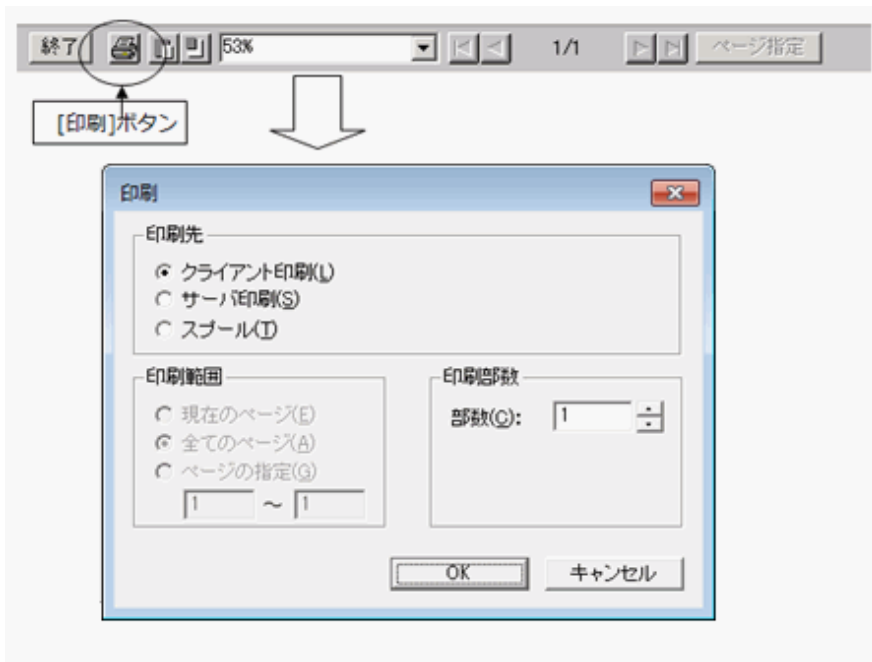 終了 53% 1/1 ページ指定
[印刷]ボタン
印刷
印刷先
クライアント印刷(L)
サーバ印刷(S)
スプール(T)
印刷範囲
現在のページ(E)
全てのページ(A)
ページの指定(G)
1 ~ 1
印刷部数
部数(C): 1
OK キャンセル